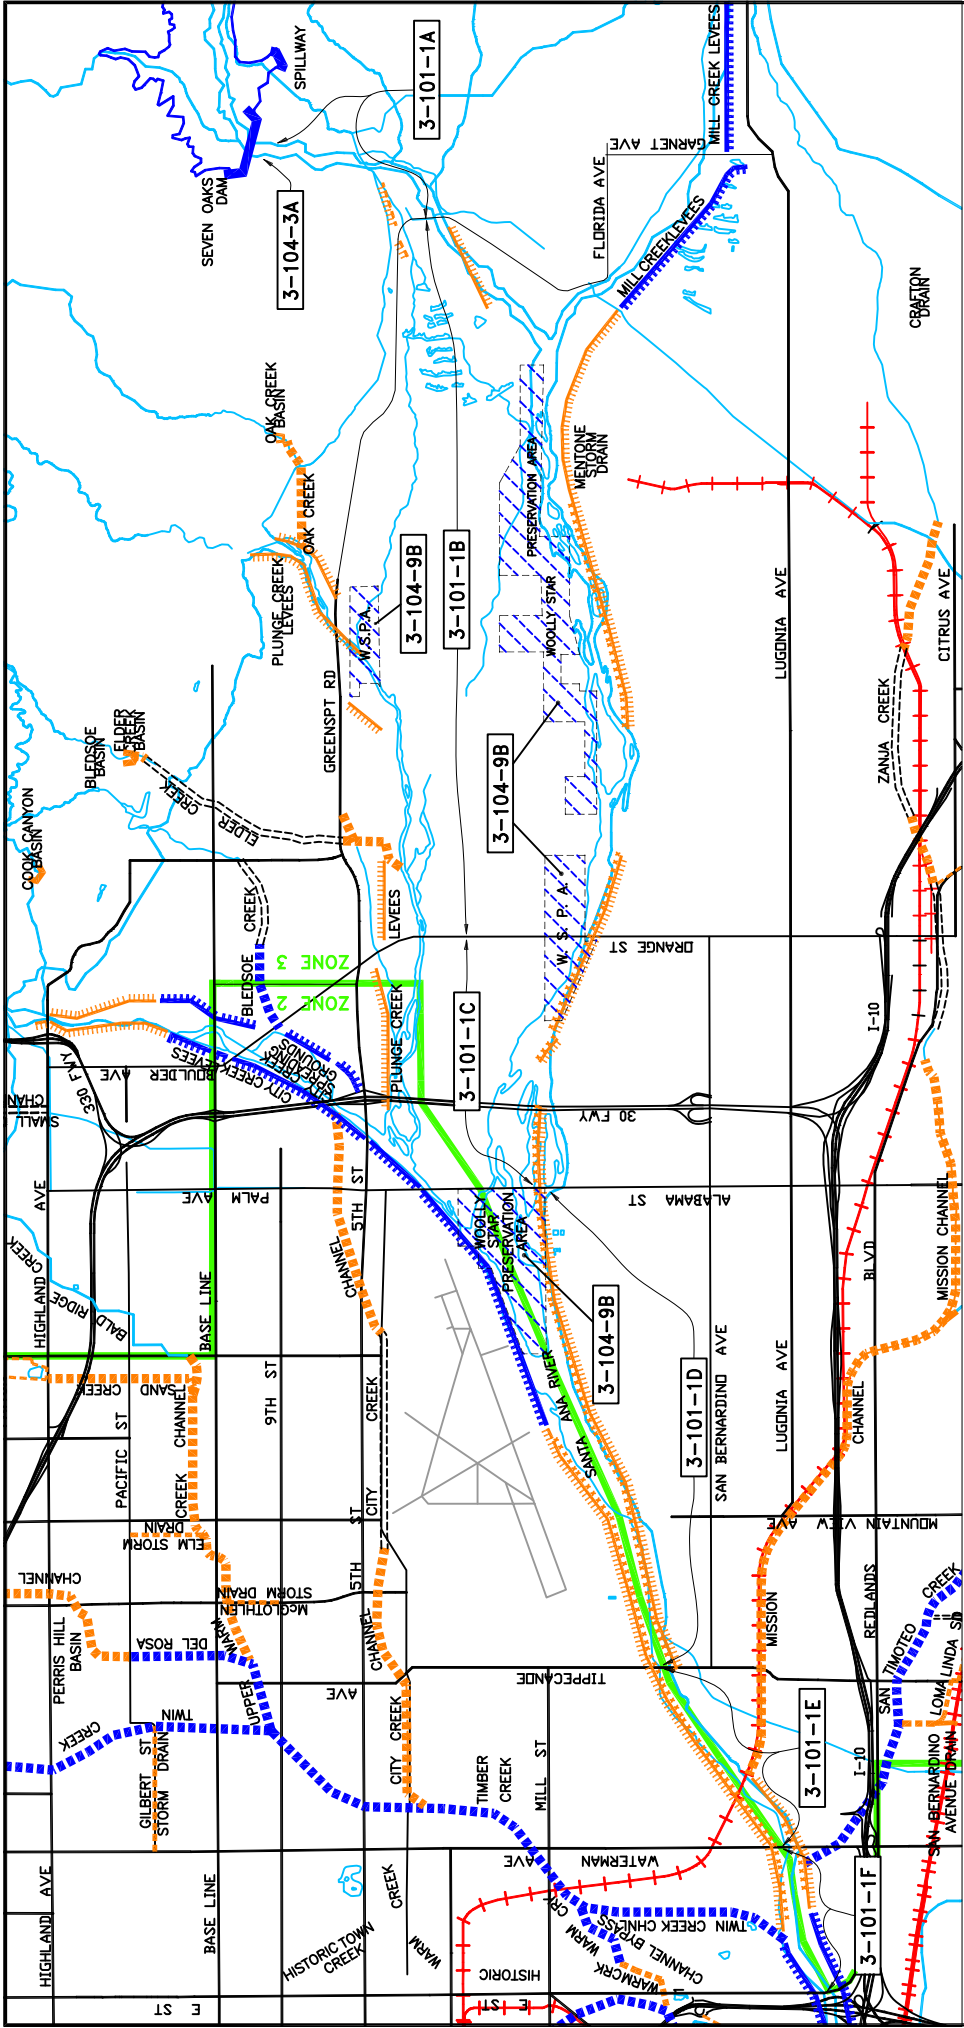 SPILLWAY
3-101-1A
MILL CREEK LEVEES
GARNET AVE
FLORIDA AVE
SEVEN OAKS
DAM
3-104-3A
MILL CREEKLEVEES
CRAFTON
DRAIN
OAK CREEK
BASIN
OAK CREEK
MENTONE
STORM
DRAIN
PRESERVATION AREA
WOOLLY STAR
3-101-1B
3-104-9B
W.S.P.A.
PLUNGE CREEK
LEVEES
GREENSPT RD
LUGONIA AVE
CITRUS AVE
ZANJA CREEK
BLEDSOE
BASIN
ELDER
CREEK
BASIN
COOK CANYON
BASIN
ELDER
CREEK
3-104-9B
W. S. P. A.
LEVEES
ORANGE ST
BLEDSOE
CREEK
ZONE 3
ZONE 2
PLUNGE CREEK
3-101-1C
I-10
CITY CREEK
SPREADING
GROUNDS
CITY CREEK LEVEES
BOULDER AVE
330 FWY
SMALL
CHAN
30 FWY
HIGHLAND AVE
PALM AVE
5TH ST
CHANNEL
ALABAMA ST
WOOLLY
STAR
PRESERVATION
AREA
3-104-9B
BLVD
MISSION CHANNEL
CREEK
BALD RIDGE
BASE LINE
SAND CREEK
PACIFIC ST
CREEK CHANNEL
9TH ST
CITY CREEK
SANTA ANA RIVER
3-101-1D
SAN BERNARDINO AVE
LUGONIA AVE
CHANNEL
ELM STORM
DRAIN
5TH ST
MOUNTAIN VIEW AVE
CHANNEL
McGLOTHLEN
STORM DRAIN
PERRIS HILL
BASIN
DEL ROSA
WARM
CHANNEL
MISSION
REDLANDS
SAN TIMOTEO CREEK
LOMA LINDA SD
TIPPECANOE
AVE
UPPER
TWIN
CREEK
GILBERT ST
STORM DRAIN
CITY CREEK
TIMBER
CREEK
MILL ST
3-101-1E
I-10
SAN BERNARDINO
AVENUE DRAIN
WATERMAN AVE
3-101-1F
HIGHLAND AVE
BASE LINE
HISTORIC TOWN
CREEK
WARM
CREEK
HISTORIC
TWIN CREEK CHNL
CHANNEL BYPASS
WARM
CRK
WARMCRK
E ST
E ST